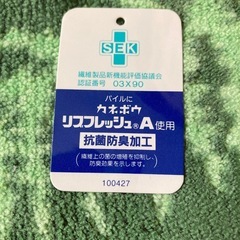 SEK
繊維製品新機能評価協議会
認証番号 03X90
パイルに
カネボウ
リフレッシュ®A使用
抗菌防臭加工
繊維上の菌の増殖を抑制し、
防臭効果を示します。
100427